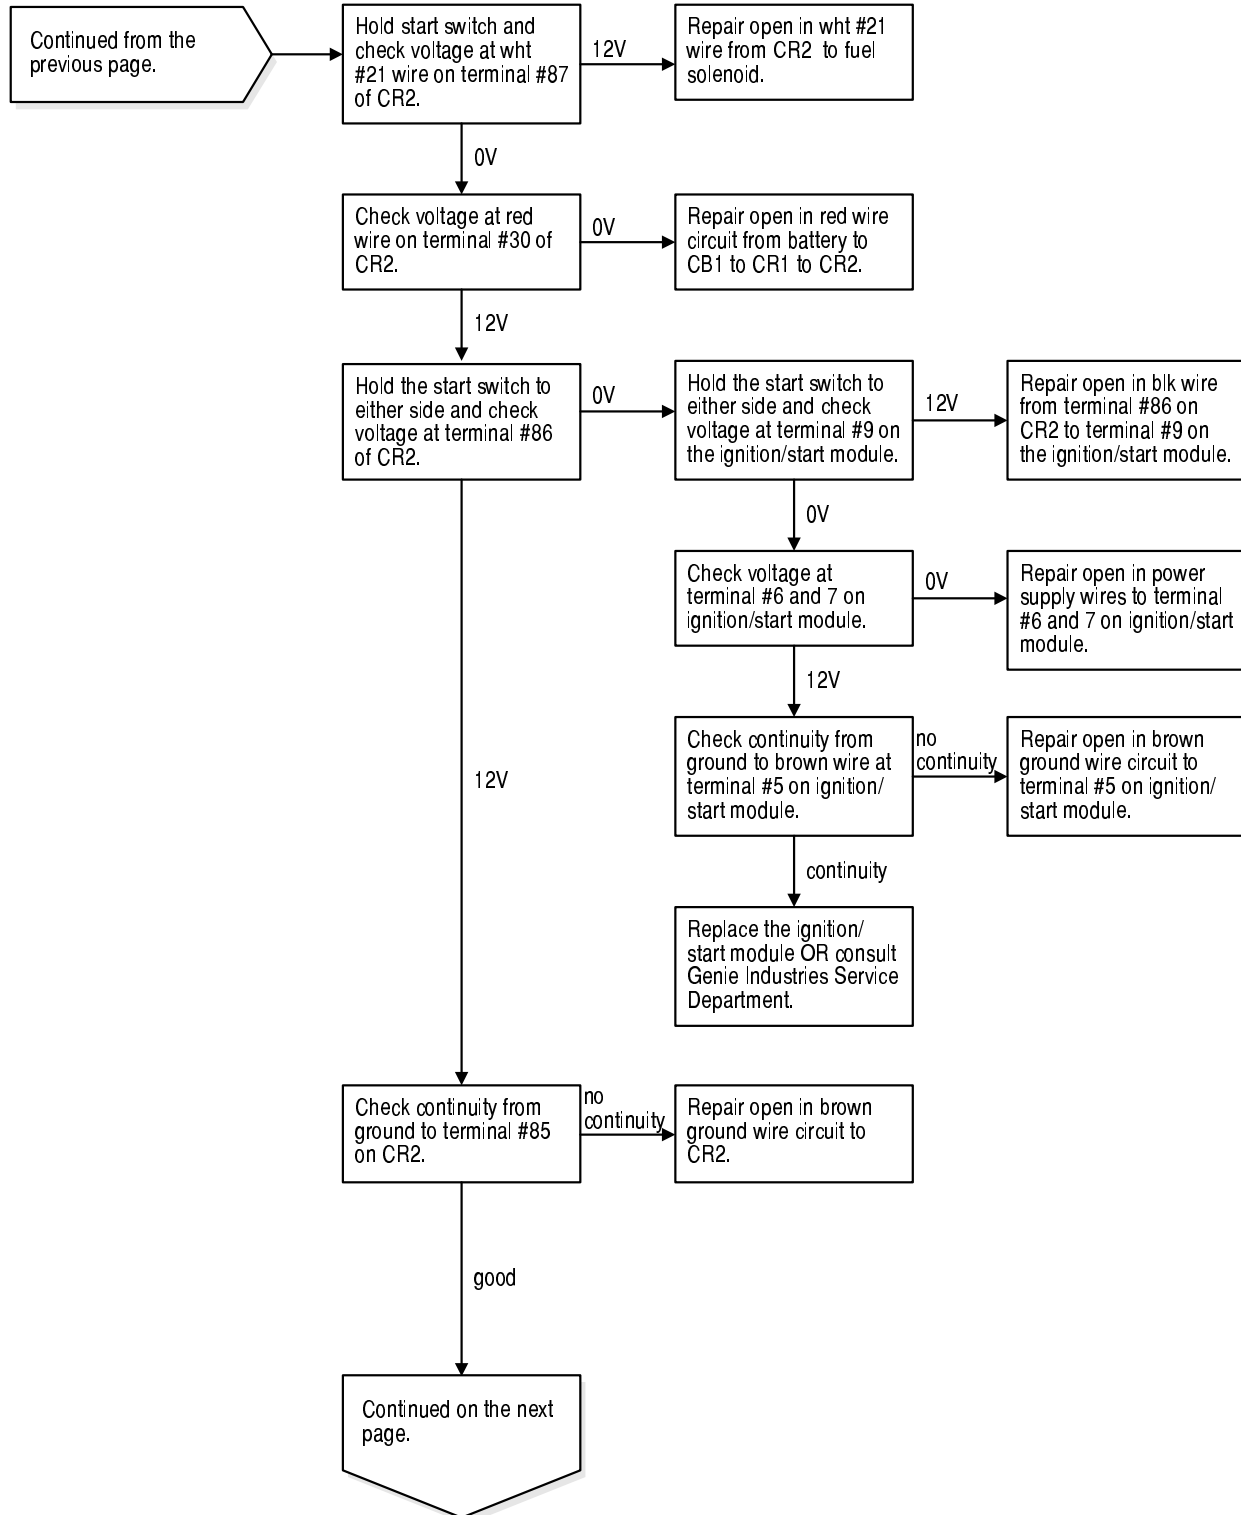 Continued from the
previous page.
Hold start switch and
check voltage at wht
#21 wire on terminal #87
of CR2.
12V
Repair open in wht #21
wire from CR2 to fuel
solenoid.
0V
Check voltage at red
wire on terminal #30 of
CR2.
0V
Repair open in red wire
circuit from battery to
CB1 to CR1 to CR2.
12V
Hold the start switch to
either side and check
voltage at terminal #86
of CR2.
0V
Hold the start switch to
either side and check
voltage at terminal #9 on
the ignition/start module.
12V
Repair open in blk wire
from terminal #86 on
CR2 to terminal #9 on
the ignition/start module.
0V
Check voltage at
terminal #6 and 7 on
ignition/start module.
0V
Repair open in power
supply wires to terminal
#6 and 7 on ignition/start
module.
12V
Check continuity from
ground to brown wire at
terminal #5 on ignition/
start module.
no
continuity
Repair open in brown
ground wire circuit to
terminal #5 on ignition/
start module.
12V
continuity
Replace the ignition/
start module OR consult
Genie Industries Service
Department.
Check continuity from
ground to terminal #85
on CR2.
no
continuity
Repair open in brown
ground wire circuit to
CR2.
good
Continued on the next
page.